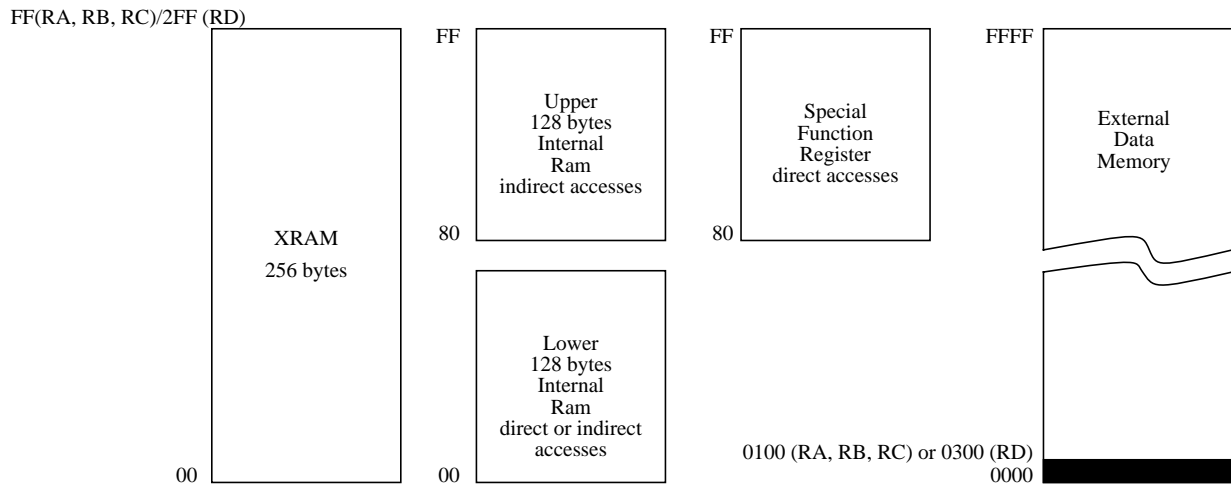 FF(RA, RB, RC)/2FF (RD)
XRAM
256 bytes
00
FF
Upper
128 bytes
Internal
Ram
indirect accesses
80
Lower
128 bytes
Internal
Ram
direct or indirect
accesses
00
FF
Special
Function
Register
direct accesses
80
FFFF
External
Data
Memory
0100 (RA, RB, RC) or 0300 (RD)
0000